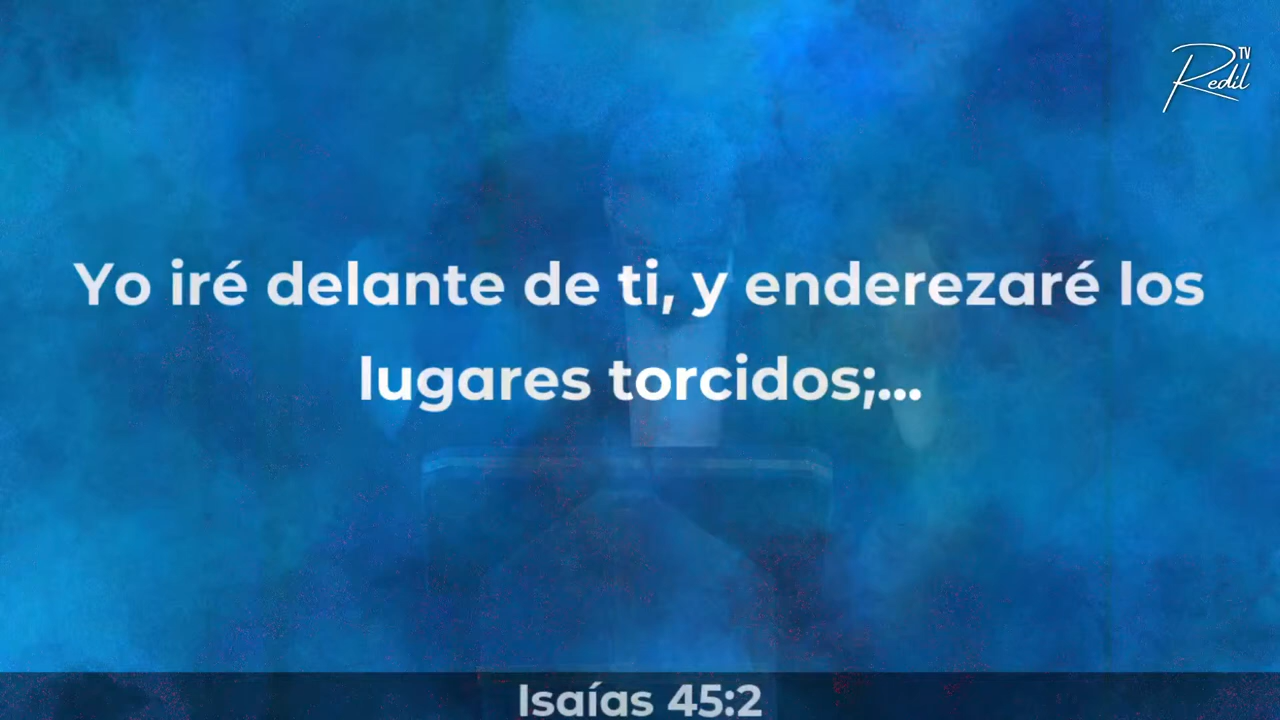 TV
Redil
Yo iré delante de ti, y enderezaré los
lugares torcidos;...
Isaías 45:2